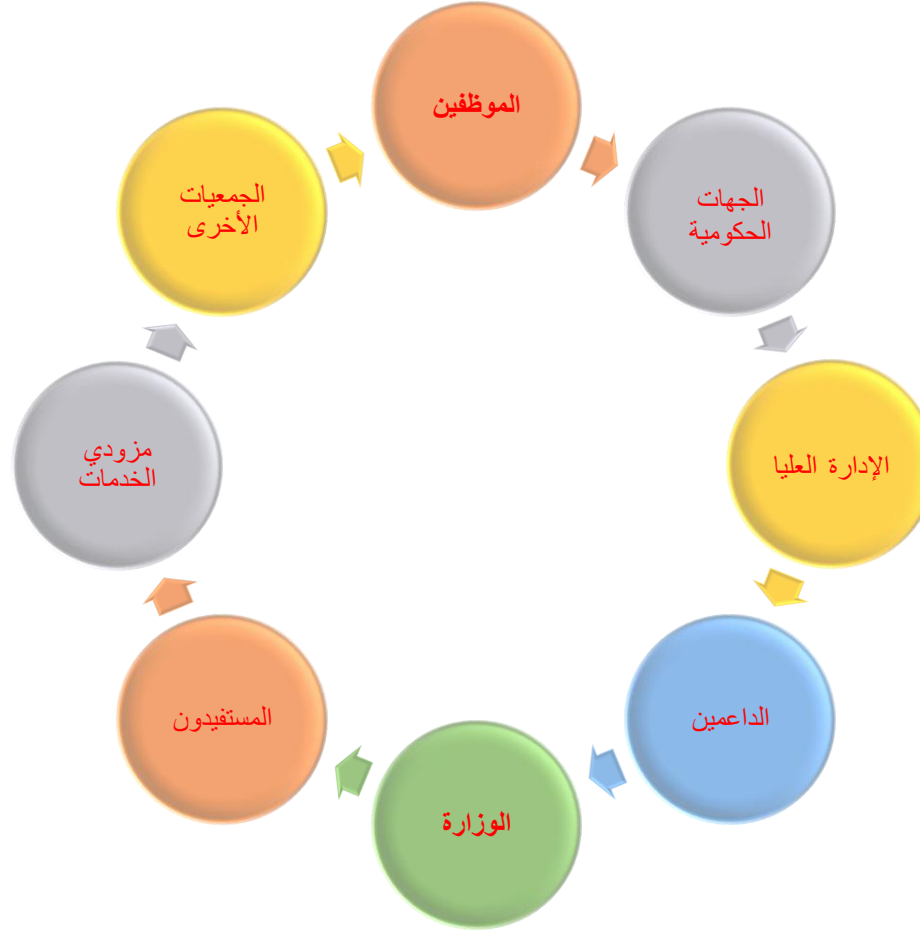 الموظفين
الجهات
الحكومية
الإدارة العليا
الداعمين
الوزارة
المستفيدون
مزودي
الخدمات
الجمعيات
الأخرى